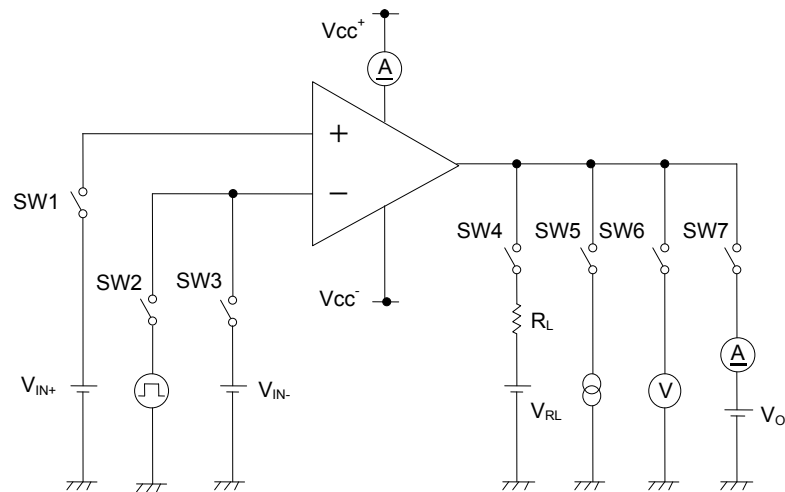 Vcc+
A
+
−
SW1
SW2
SW3
SW4
SW5
SW6
SW7
Vcc-
RL
A
VIN+
VIN-
VRL
V
VO